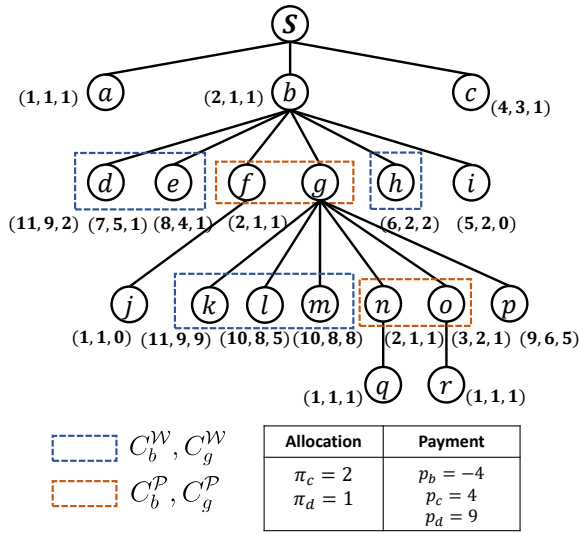 S
(1, 1, 1) a (2, 1, 1) b c (4, 3, 1)
d e f g h i
(11, 9, 2) (7, 5, 1) (8, 4, 1) (2, 1, 1) (6, 2, 2) (5, 2, 0)
j k l m n o p
(1, 1, 0) (11, 9, 9) (10, 8, 5) (10, 8, 8) (2, 1, 1) (3, 2, 1) (9, 6, 5)
(1, 1, 1) q r (1, 1, 1)
C_b^𝒲, C_g^𝒲
C_b^𝒫, C_g^𝒫
Allocation Payment
π_c = 2 p_b = −4
π_d = 1 p_c = 4
p_d = 9